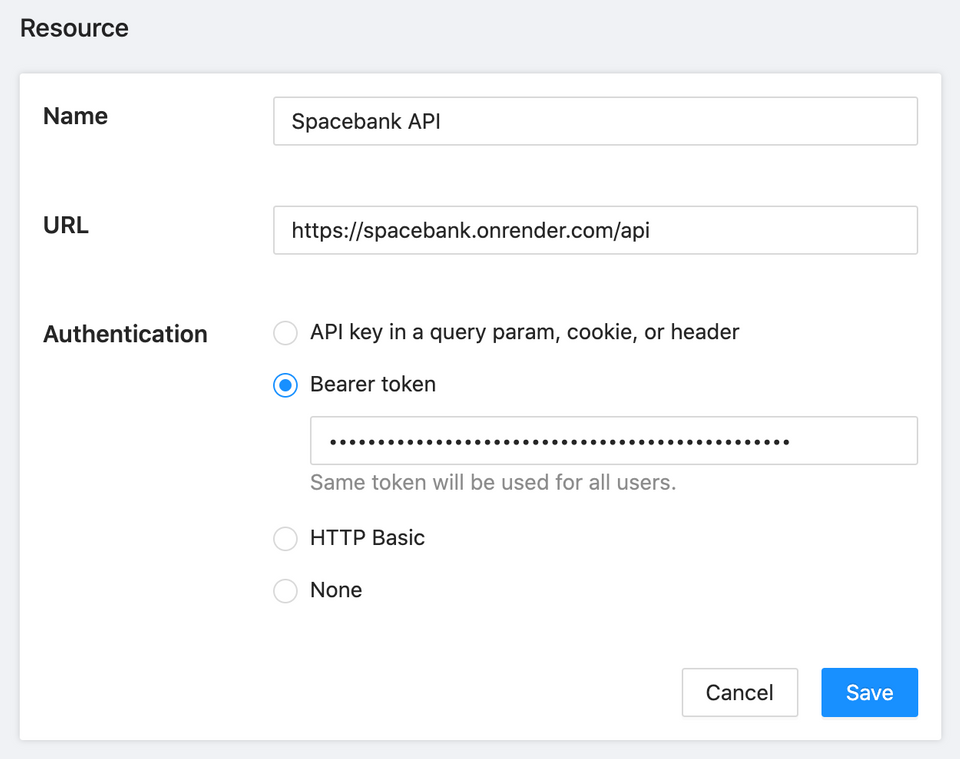 Resource
Name
Spacebank API
URL
https://spacebank.onrender.com/api
Authentication
API key in a query param, cookie, or header
Bearer token
••••••••••••••••••••••••••••••••••••••••••••••••
Same token will be used for all users.
HTTP Basic
None
Cancel
Save